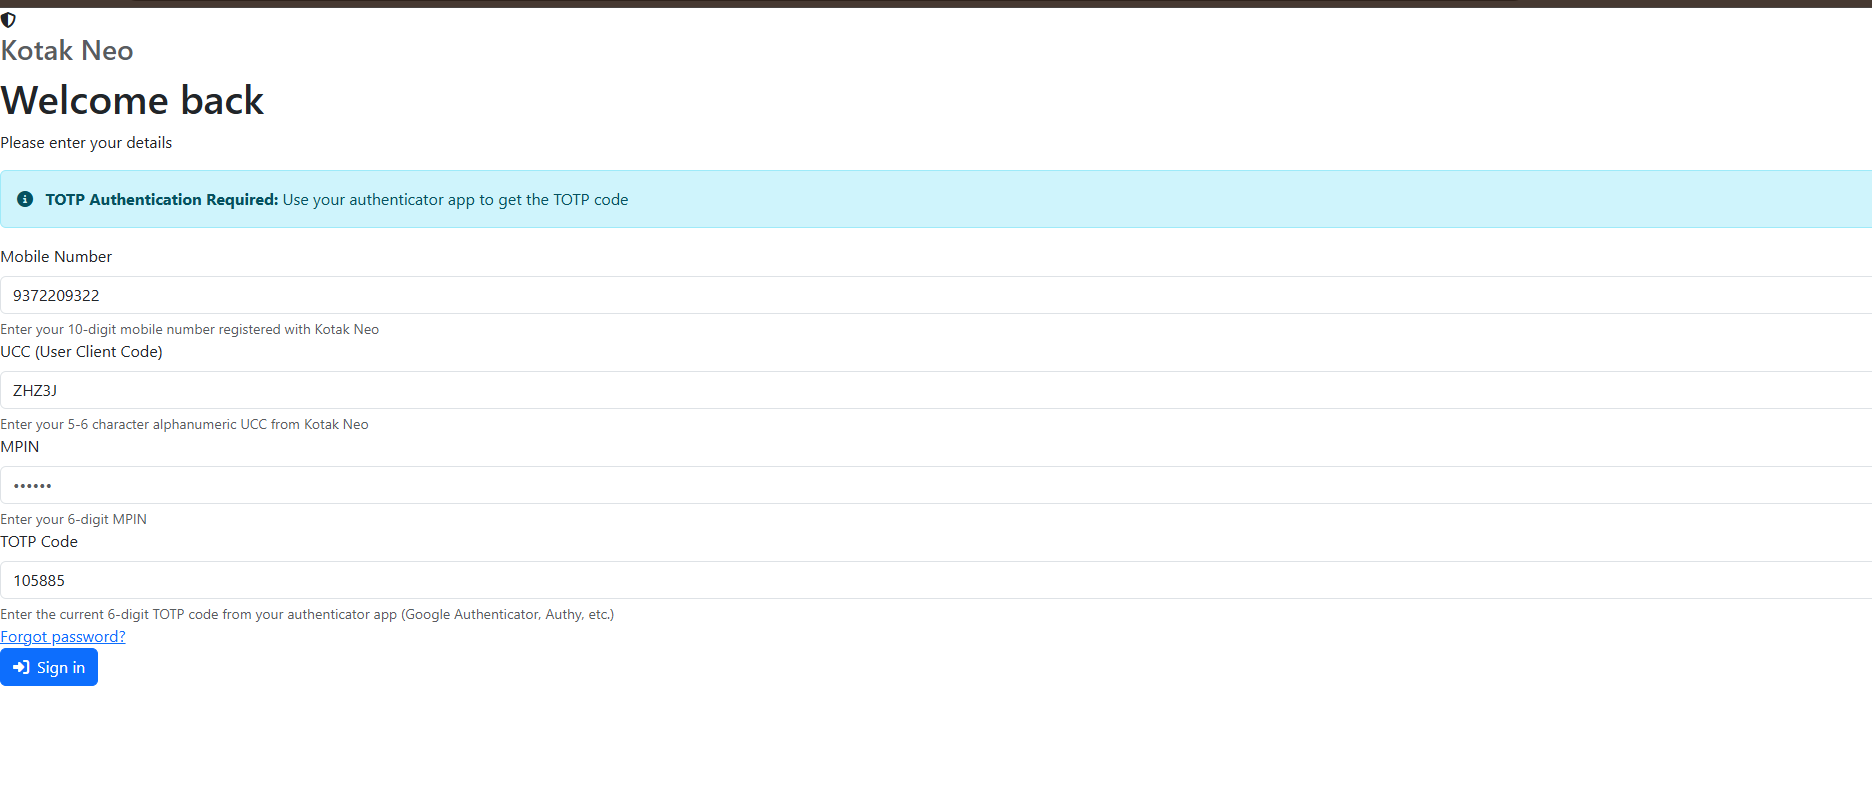 Kotak Neo
Welcome back
Please enter your details
TOTP Authentication Required: Use your authenticator app to get the TOTP code
Mobile Number
9372209322
Enter your 10-digit mobile number registered with Kotak Neo
UCC (User Client Code)
ZHZ3J
Enter your 5-6 character alphanumeric UCC from Kotak Neo
MPIN
••••••
Enter your 6-digit MPIN
TOTP Code
105885
Enter the current 6-digit TOTP code from your authenticator app (Google Authenticator, Authy, etc.)
Forgot password?
Sign in